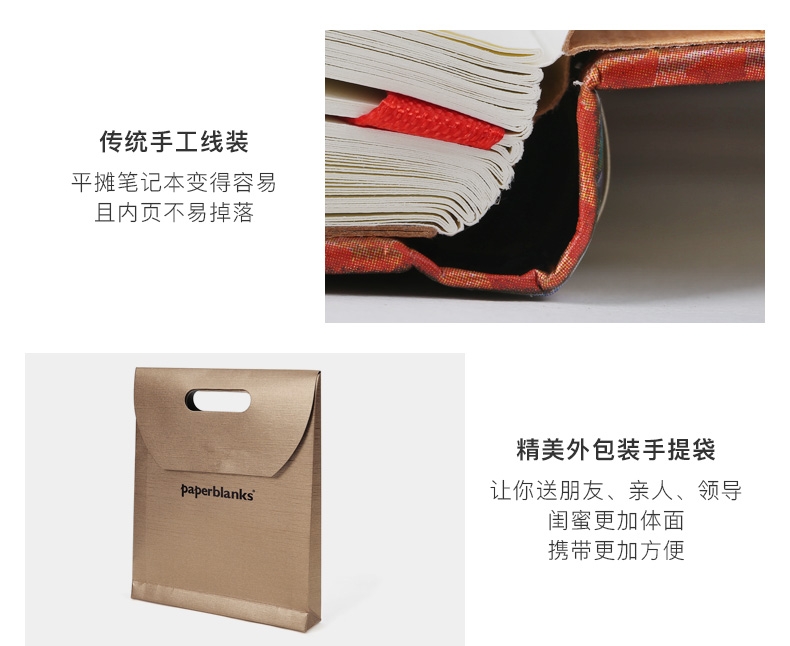 传统手工线装
平摊笔记本变得容易
且内页不易掉落
paperblanks®
精美外包装手提袋
让你送朋友、亲人、领导
闺蜜更加体面
携带更加方便